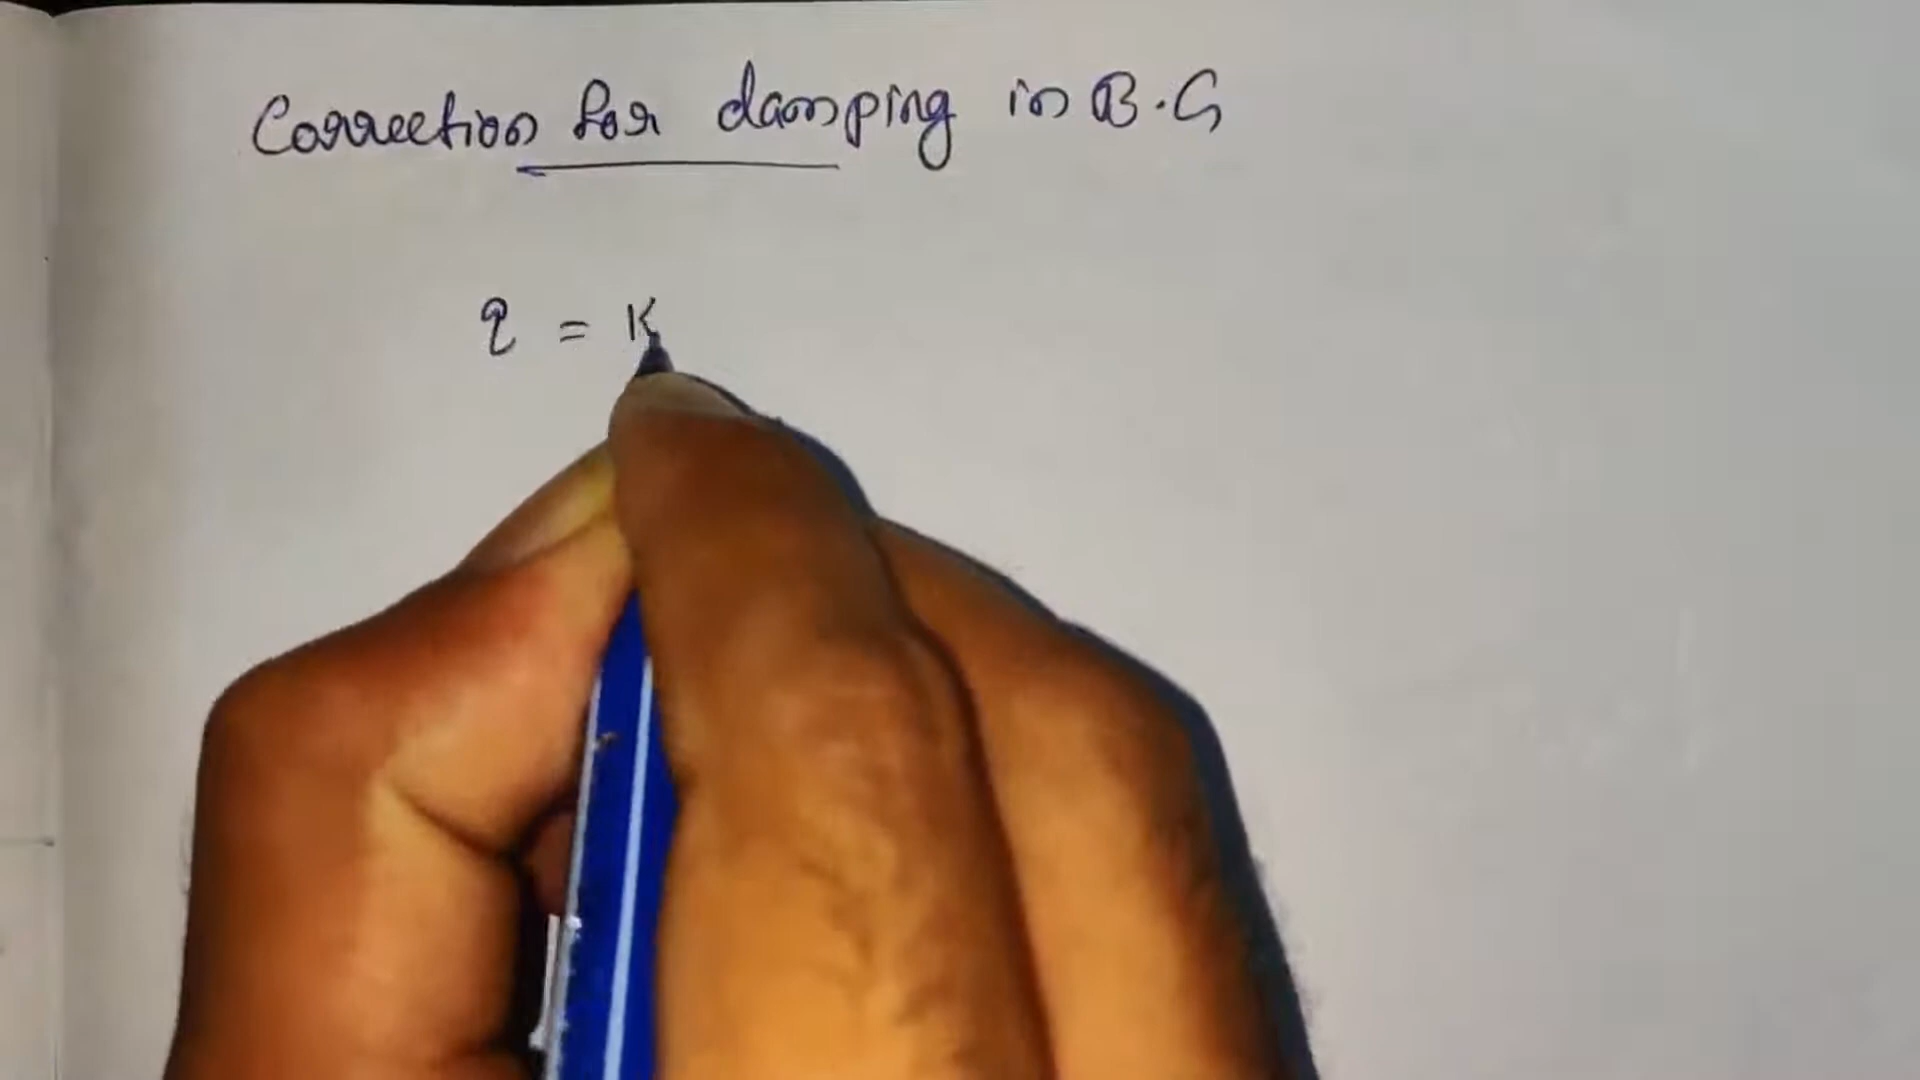 Correction for damping in B.G
q = K